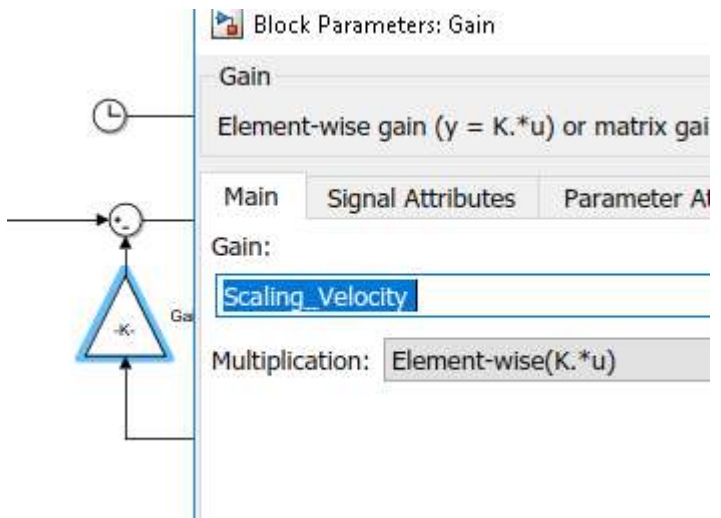 Block Parameters: Gain
Gain
Element-wise gain (y = K.*u) or matrix gai
Main Signal Attributes Parameter At
Gain:
Scaling_Velocity
Multiplication: Element-wise(K.*u)
+ -
-K-
Ga